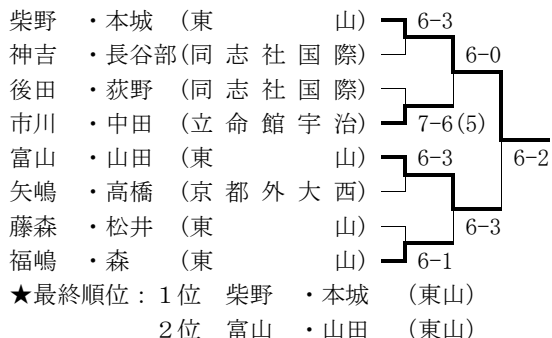 柴野 ・本城 (東 山) 6-3
神吉 ・長谷部(同 志 社 国 際) 6-0
後田 ・荻野 (同 志 社 国 際)
市川 ・中田 (立 命 館 宇 治) 7-6(5)
富山 ・山田 (東 山) 6-3 6-2
矢嶋 ・高橋 (京 都 外 大 西)
藤森 ・松井 (東 山) 6-3
福嶋 ・森 (東 山) 6-1
★最終順位：１位 柴野 ・本城 (東山)
２位 富山 ・山田 (東山)